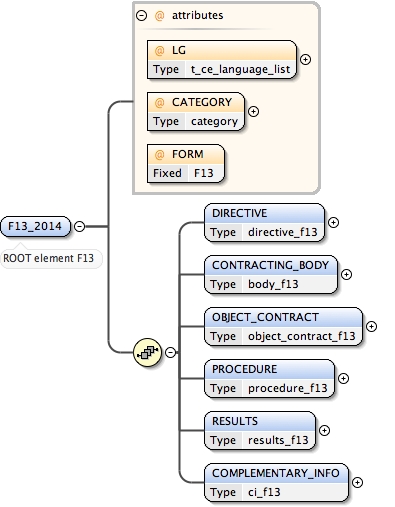 @ attributes
@ LG
Type t_ce_language_list
@ CATEGORY
Type category
@ FORM
Fixed F13
F13_2014
ROOT element F13
DIRECTIVE
Type directive_f13
CONTRACTING_BODY
Type body_f13
OBJECT_CONTRACT
Type object_contract_f13
PROCEDURE
Type procedure_f13
RESULTS
Type results_f13
COMPLEMENTARY_INFO
Type ci_f13